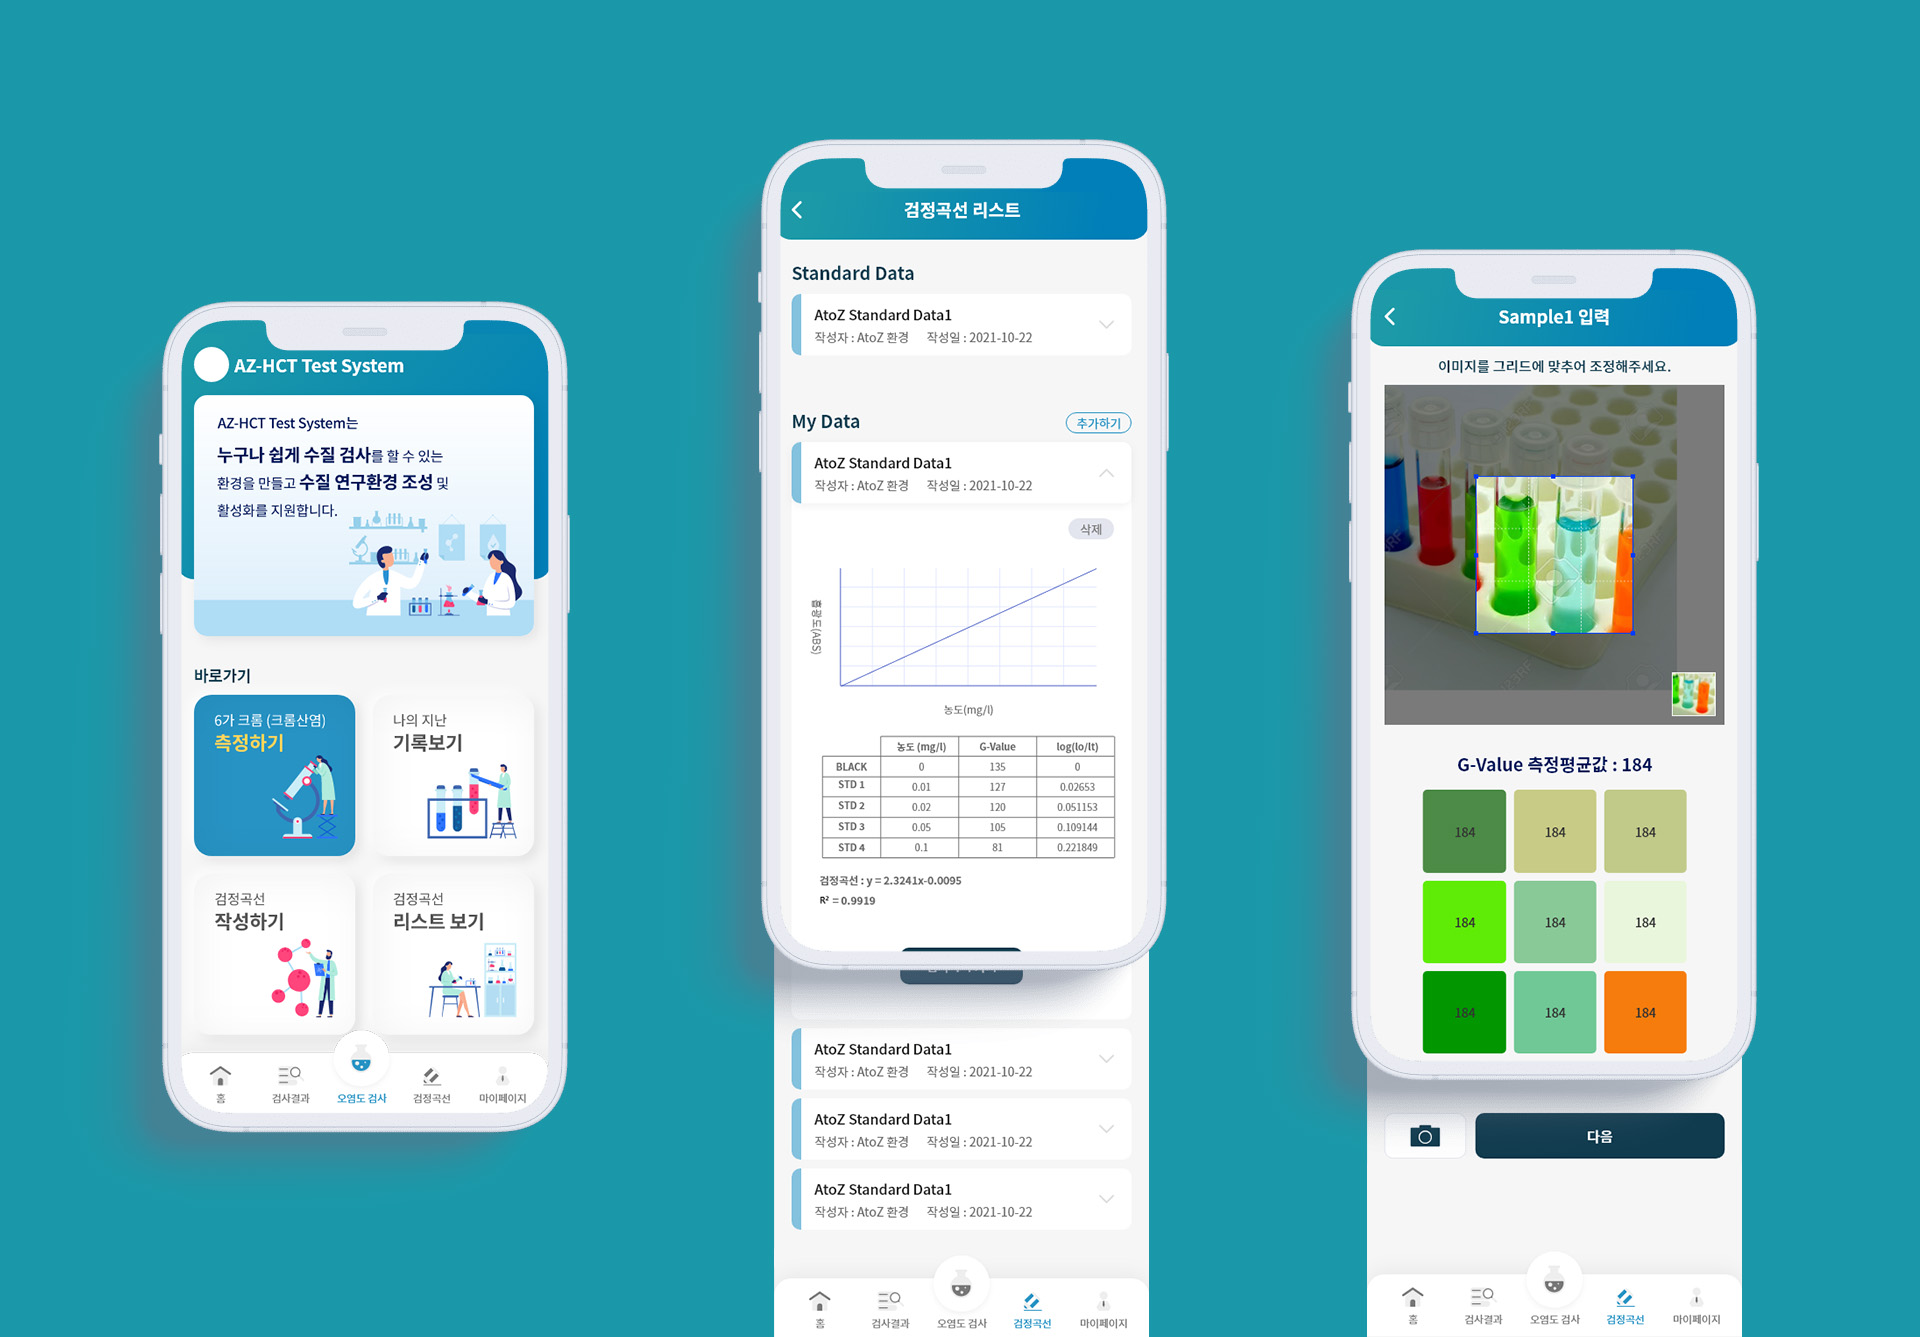 AZ-HCT Test System
AZ-HCT Test System는
누구나 쉽게 수질 검사를 할 수 있는
환경을 만들고 수질 연구환경 조성 및
활성화를 지원합니다.
바로가기
6가 크롬 (크롬산염)
측정하기
나의 지난
기록보기
검정곡선
작성하기
검정곡선
리스트 보기
홈
검사결과
오염도 검사
검정곡선
마이페이지
검정곡선 리스트
Standard Data
AtoZ Standard Data1
작성자 : AtoZ 환경 작성일 : 2021-10-22
My Data
추가하기
AtoZ Standard Data1
작성자 : AtoZ 환경 작성일 : 2021-10-22
삭제
흡광도(ABS)
농도(mg/l)
농도 (mg/l) G-Value log(lo/lt)
BLACK 0 135 0
STD 1 0.01 127 0.02653
STD 2 0.02 120 0.051153
STD 3 0.05 105 0.109144
STD 4 0.1 81 0.221849
검정곡선 : y = 2.3241x-0.0095
R² = 0.9919
AtoZ Standard Data1
작성자 : AtoZ 환경 작성일 : 2021-10-22
AtoZ Standard Data1
작성자 : AtoZ 환경 작성일 : 2021-10-22
AtoZ Standard Data1
작성자 : AtoZ 환경 작성일 : 2021-10-22
홈
검사결과
오염도 검사
검정곡선
마이페이지
Sample1 입력
이미지를 그리드에 맞추어 조정해주세요.
G-Value 측정평균값 : 184
184 184 184
184 184 184
184 184 184
다음
홈
검사결과
오염도 검사
검정곡선
마이페이지